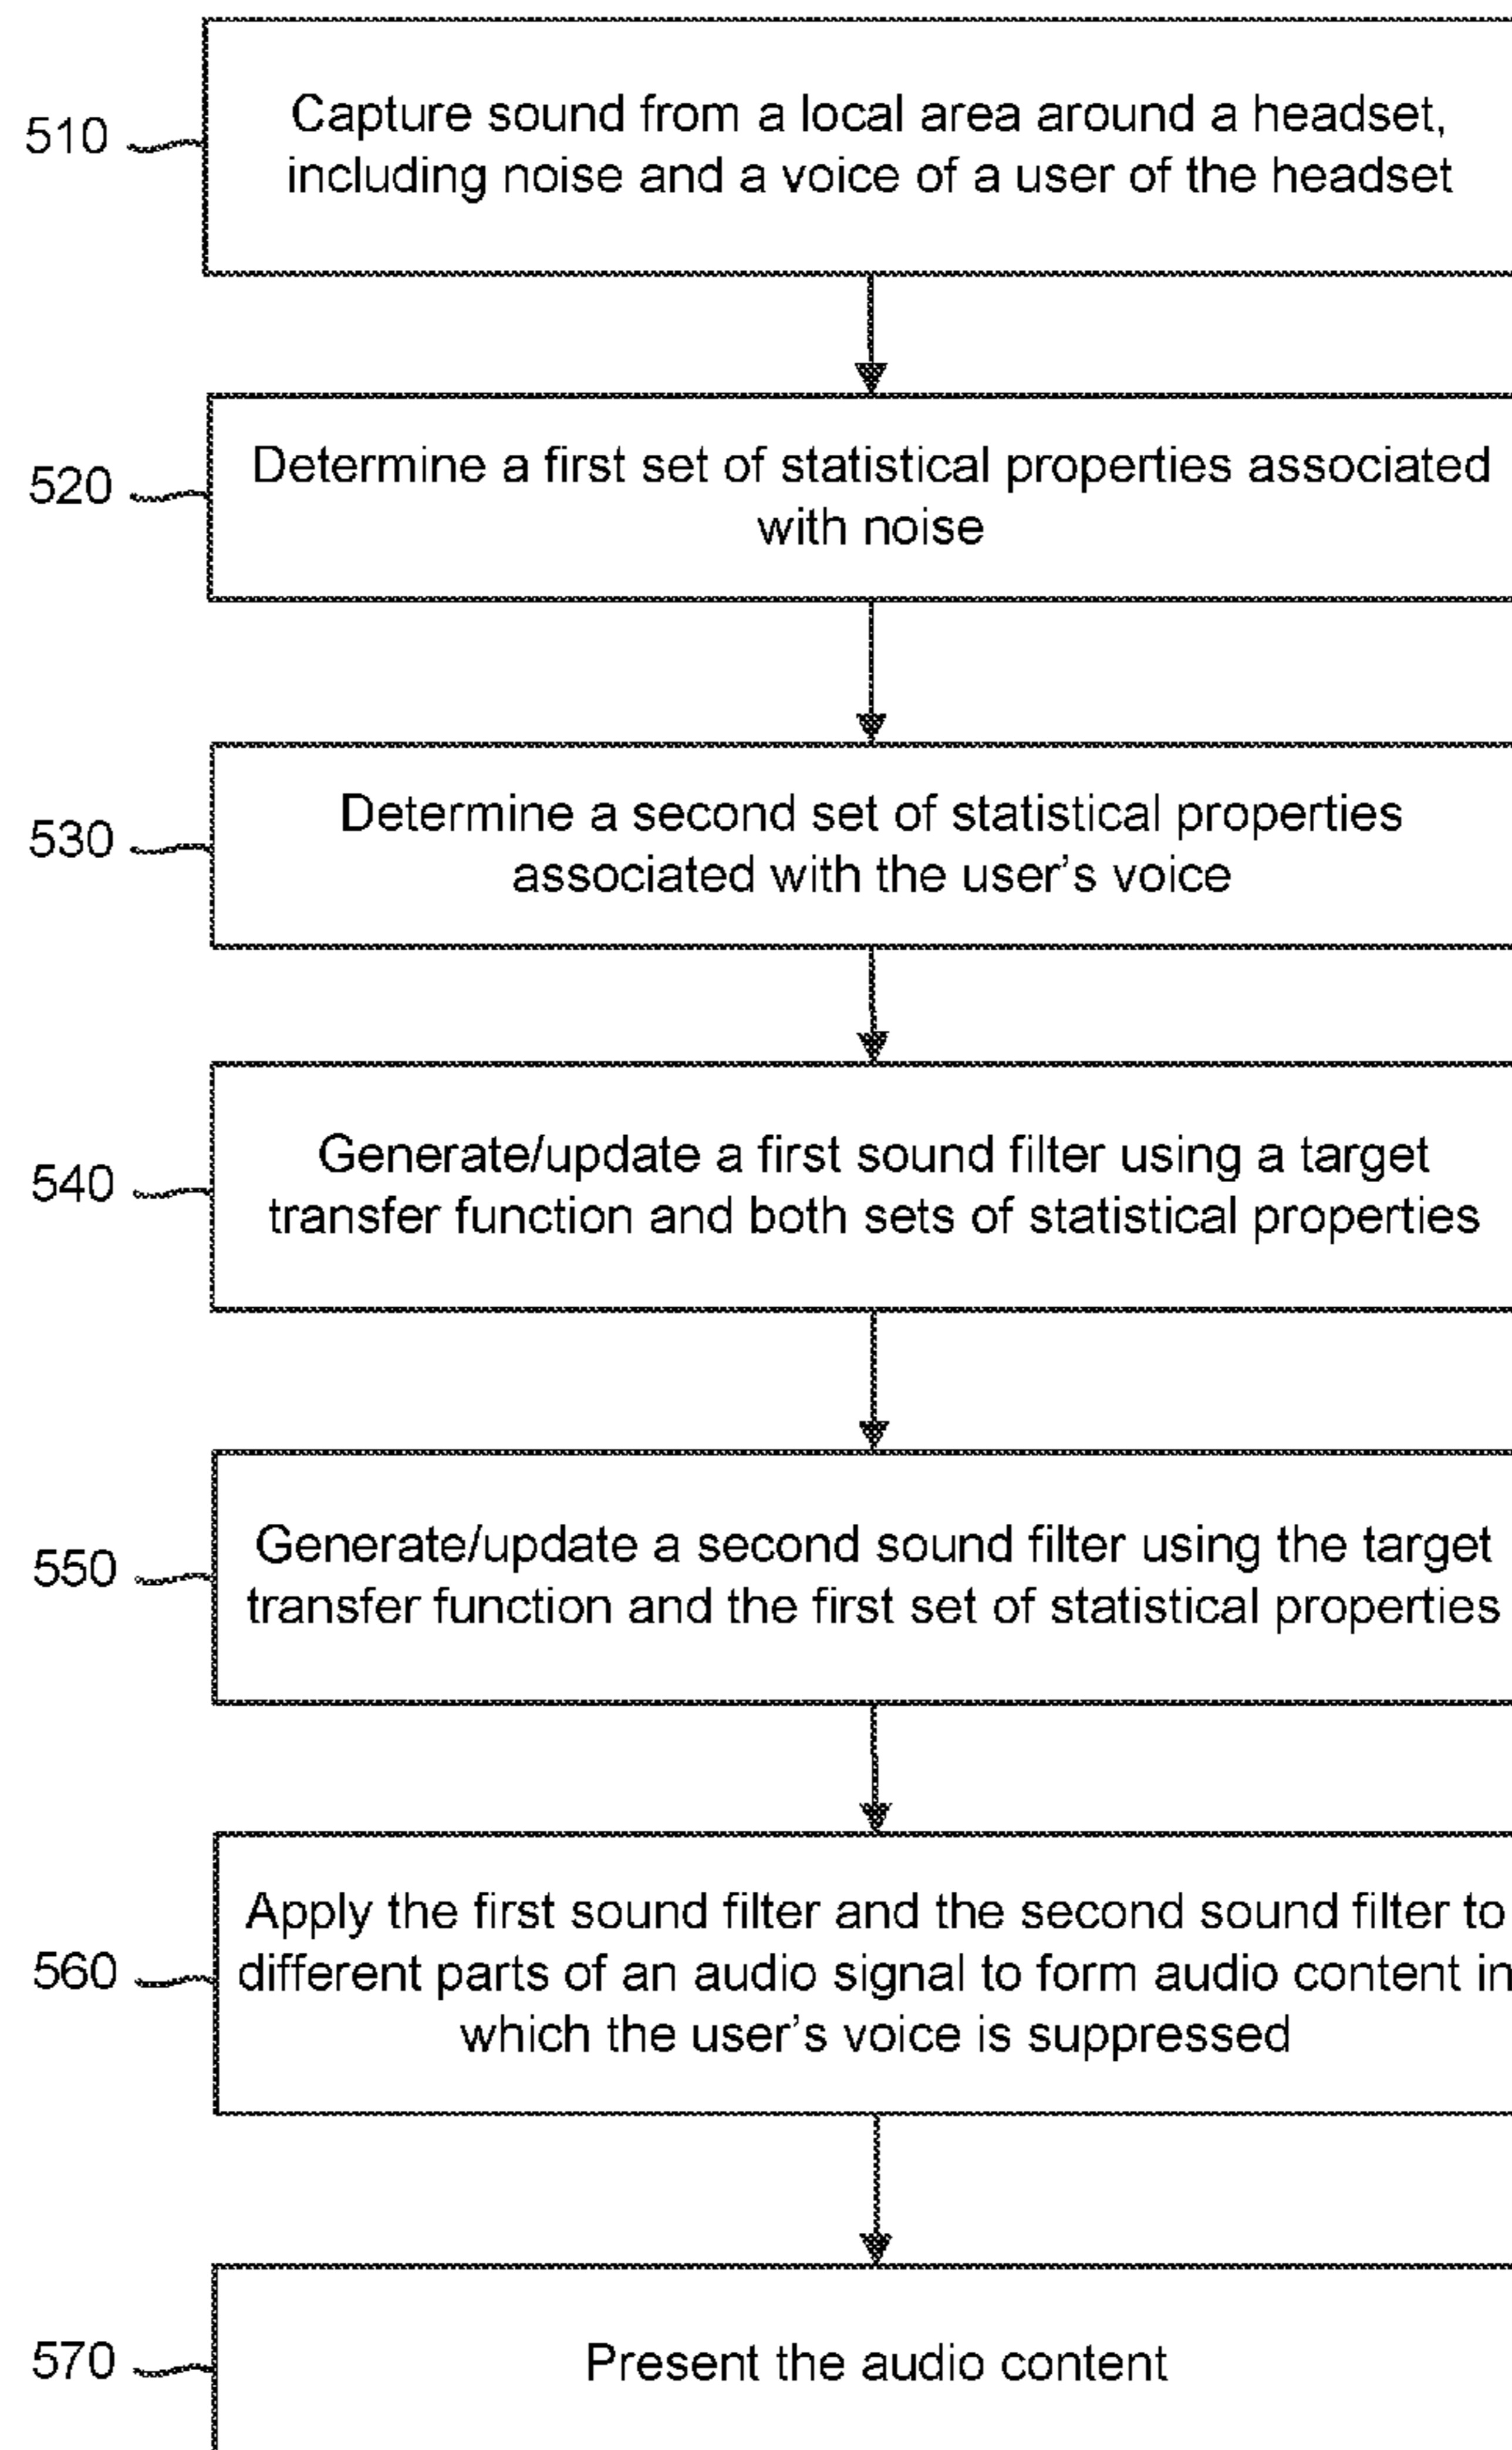 510
Capture sound from a local area around a headset,
including noise and a voice of a user of the headset
520
Determine a first set of statistical properties associated
with noise
530
Determine a second set of statistical properties
associated with the user's voice
540
Generate/update a first sound filter using a target
transfer function and both sets of statistical properties
550
Generate/update a second sound filter using the target
transfer function and the first set of statistical properties
560
Apply the first sound filter and the second sound filter to
different parts of an audio signal to form audio content in
which the user's voice is suppressed
570
Present the audio content